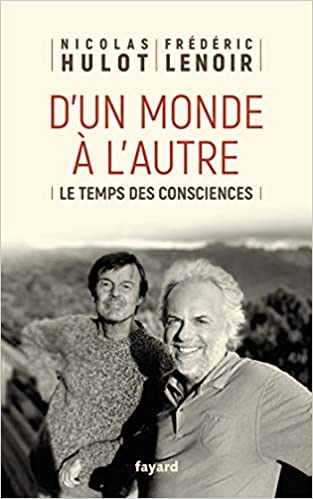 NICOLAS HULOT
FRÉDÉRIC LENOIR
D'UN MONDE
À L'AUTRE
LE TEMPS DES CONSCIENCES
fayard